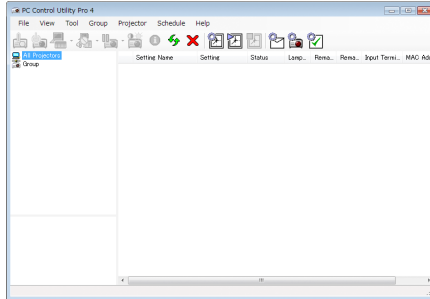 PC Control Utility Pro 4
File View Tool Group Projector Schedule Help
All Projectors
Group
Setting Name Setting Status Lamp... Rema... Rema... Input Termi... MAC Add